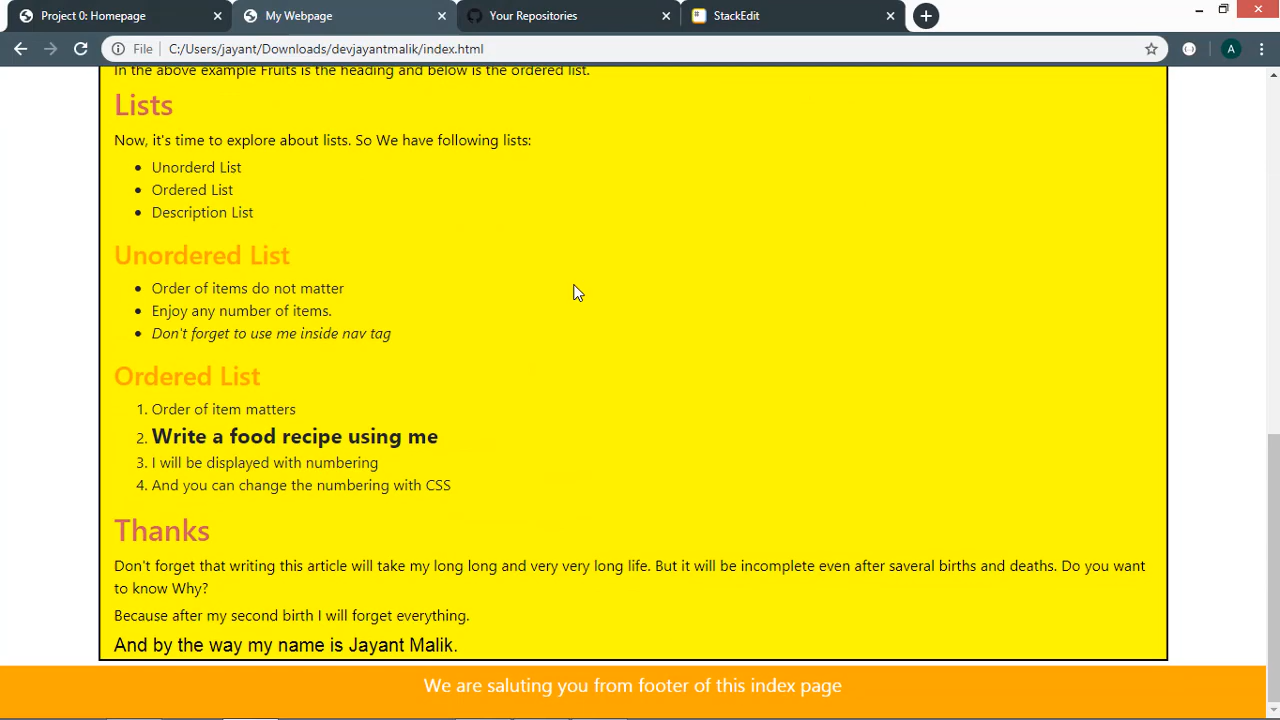 Project 0: Homepage
My Webpage
Your Repositories
StackEdit
File C:/Users/jayant/Downloads/devjayantmalik/index.html
A
In the above example Fruits is the heading and below is the ordered list.
Lists
Now, it's time to explore about lists. So We have following lists:
• Unorderd List
• Ordered List
• Description List
Unordered List
• Order of items do not matter
• Enjoy any number of items.
• Don't forget to use me inside nav tag
Ordered List
1. Order of item matters
2. Write a food recipe using me
3. I will be displayed with numbering
4. And you can change the numbering with CSS
Thanks
Don't forget that writing this article will take my long long and very very long life. But it will be incomplete even after saveral births and deaths. Do you want
to know Why?
Because after my second birth I will forget everything.
And by the way my name is Jayant Malik.
We are saluting you from footer of this index page